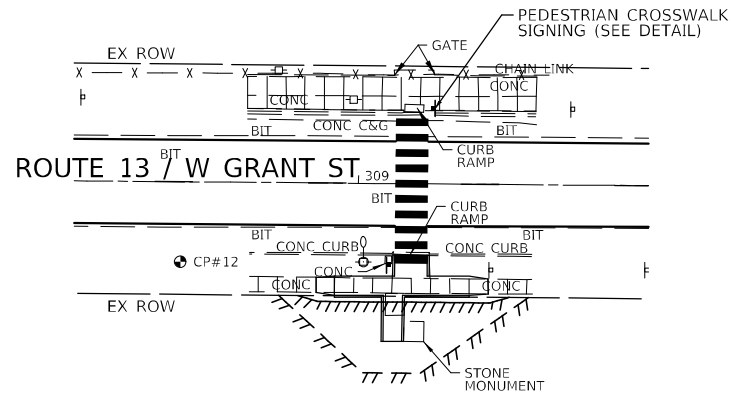 PEDESTRIAN CROSSWALK
SIGNING (SEE DETAIL)
GATE
EX ROW
CHAIN LINK
CONC
CONC
CONC C&G
BIT
BIT
CURB
RAMP
BIT
ROUTE 13 / W GRANT ST
309
BIT
CURB
RAMP
BIT
BIT
CONC CURB
CONC CURB
CP#12
CONC
CONC
CONC
EX ROW
STONE
MONUMENT